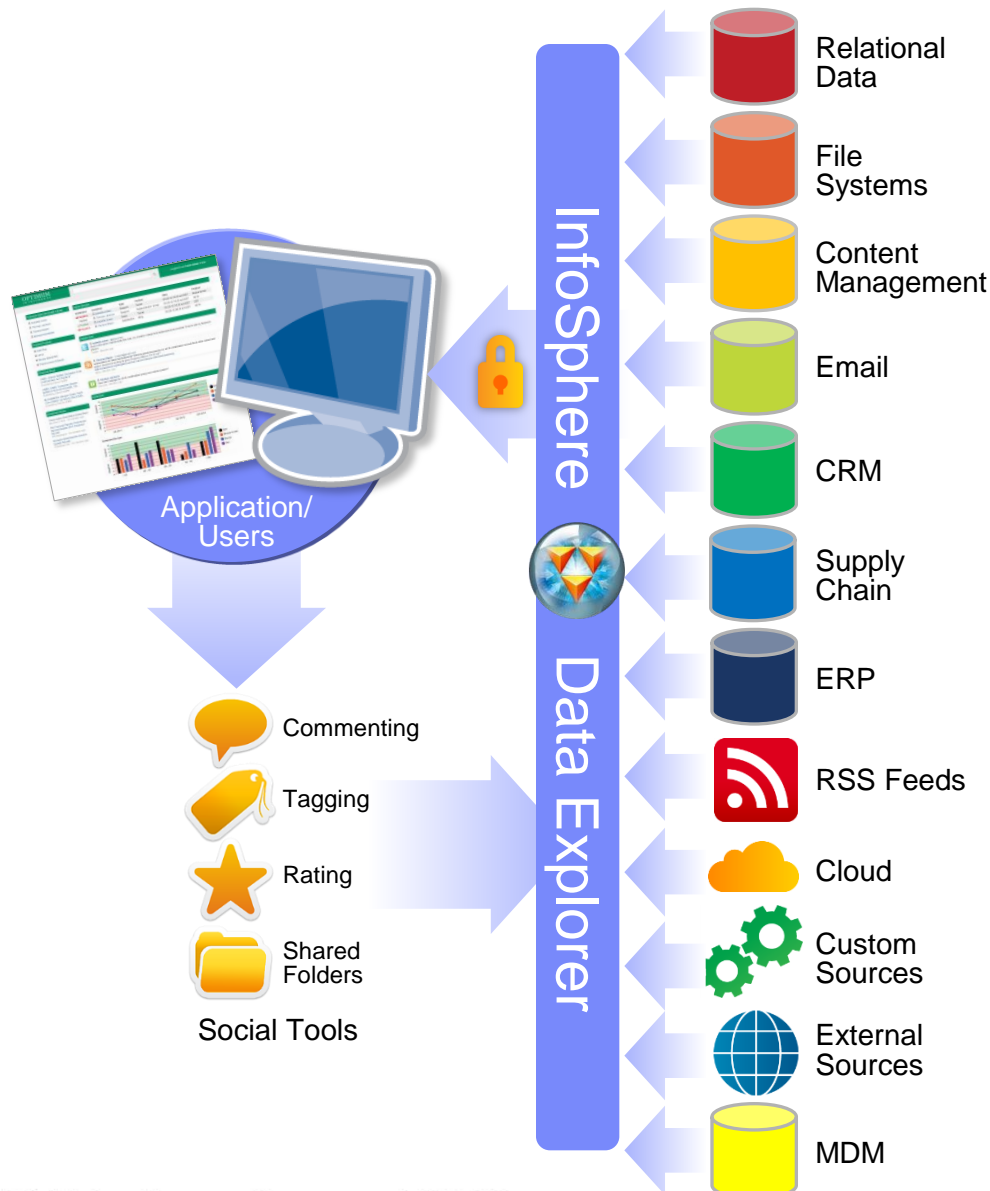 Relational
Data
File
Systems
Content
Management
Email
CRM
Supply
Chain
ERP
RSS Feeds
Cloud
Custom
Sources
External
Sources
MDM
InfoSphere Data Explorer
Application/
Users
Commenting
Tagging
Rating
Shared
Folders
Social Tools